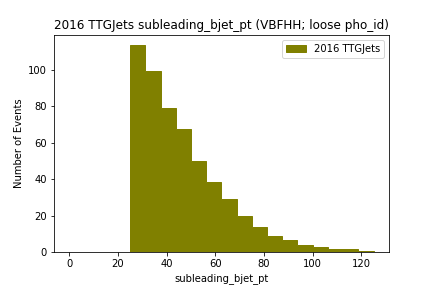 2016 TTGJets subleading_bjet_pt (VBFHH; loose pho_id)
2016 TTGJets
Number of Events
100
80
60
40
20
0
0 20 40 60 80 100 120
subleading_bjet_pt